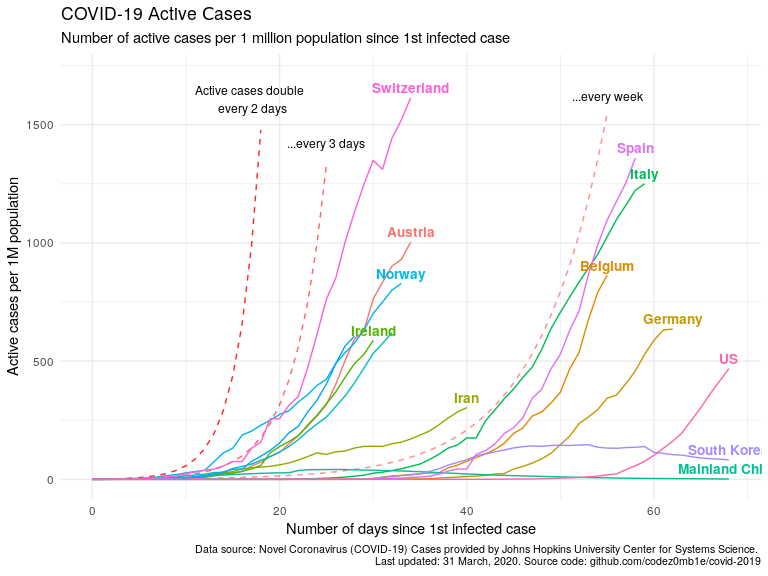 COVID-19 Active Cases
Number of active cases per 1 million population since 1st infected case
Active cases double
every 2 days
...every 3 days
...every week
Switzerland
Spain
Italy
Austria
Norway
Belgium
Ireland
Germany
US
Iran
South Korea
Mainland Chi
1500
1000
500
0
Active cases per 1M population
0
20
40
60
Number of days since 1st infected case
Data source: Novel Coronavirus (COVID-19) Cases provided by Johns Hopkins University Center for Systems Science.
Last updated: 31 March, 2020. Source code: github.com/codez0mb1e/covid-2019